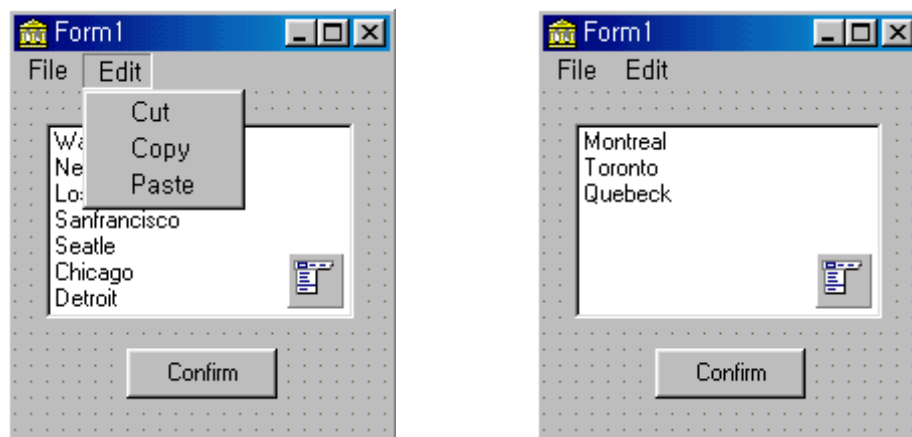 Form1
File Edit
Cut
Copy
Paste
Sanfrancisco
Seatle
Chicago
Detroit
Confirm
Form1
File Edit
Montreal
Toronto
Quebeck
Confirm